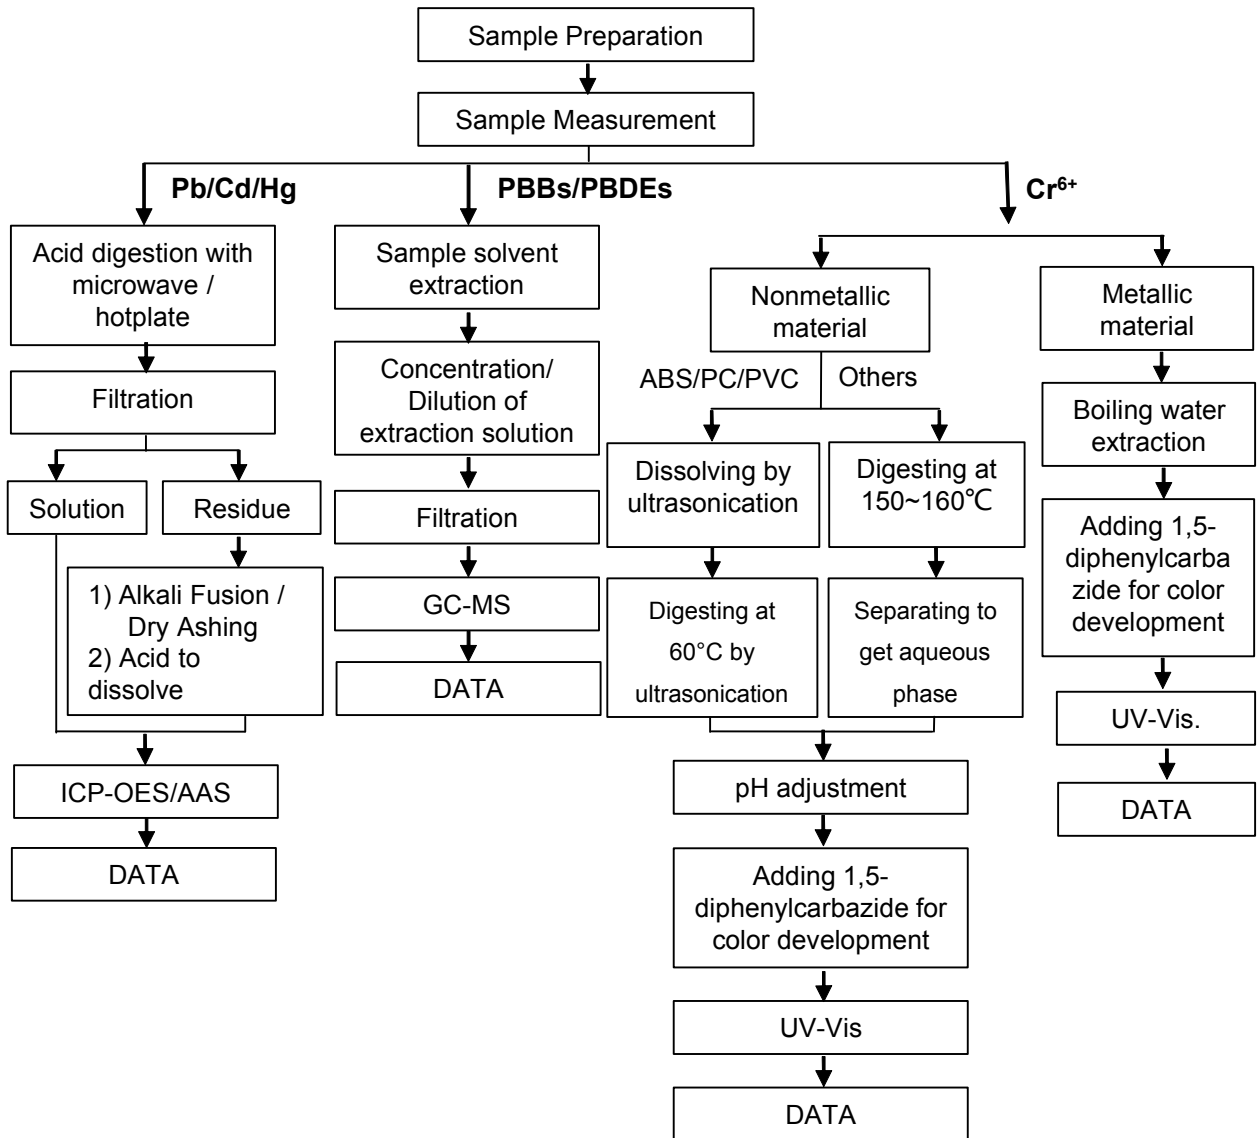 Sample Preparation
Sample Measurement
Pb/Cd/Hg
PBBs/PBDEs
Cr⁶⁺
Acid digestion with
microwave /
hotplate
Filtration
Solution
Residue
1) Alkali Fusion /
Dry Ashing
2) Acid to
dissolve
ICP-OES/AAS
DATA
Sample solvent
extraction
Concentration/
Dilution of
extraction solution
Filtration
GC-MS
DATA
Nonmetallic
material
ABS/PC/PVC
Others
Dissolving by
ultrasonication
Digesting at
60°C by
ultrasonication
Digesting at
150~160℃
Separating to
get aqueous
phase
pH adjustment
Adding 1,5-
diphenylcarbazide for
color development
UV-Vis
DATA
Metallic
material
Boiling water
extraction
Adding 1,5-
diphenylcarba
zide for color
development
UV-Vis.
DATA